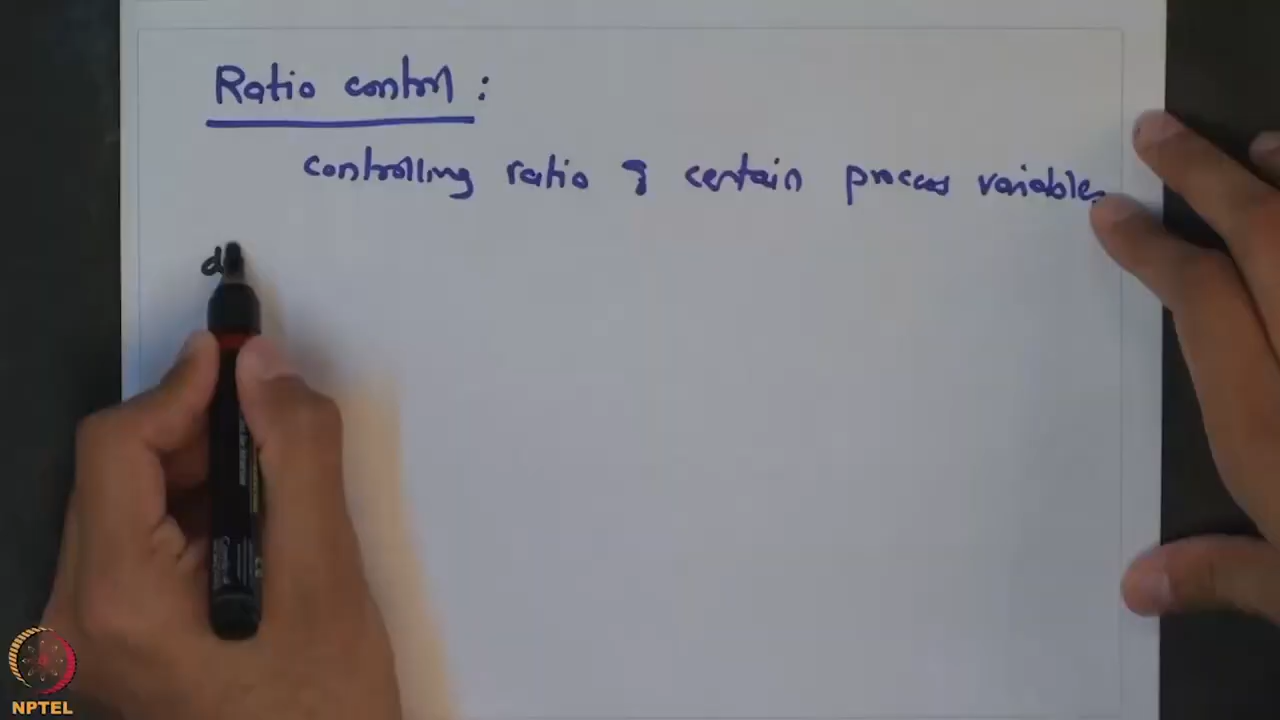 Ratio control :
controlling ratio of certain process variables
d
NPTEL